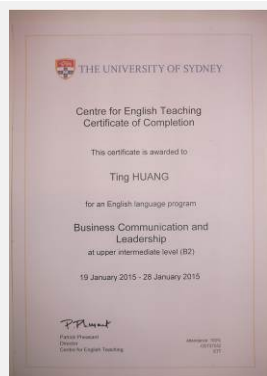 THE UNIVERSITY OF SYDNEY
Centre for English Teaching
Certificate of Completion
This certificate is awarded to
Ting HUANG
for an English language program
Business Communication and
Leadership
at upper intermediate level (B2)
19 January 2015 - 28 January 2015
Patrick Pheasant
Director
Centre for English Teaching